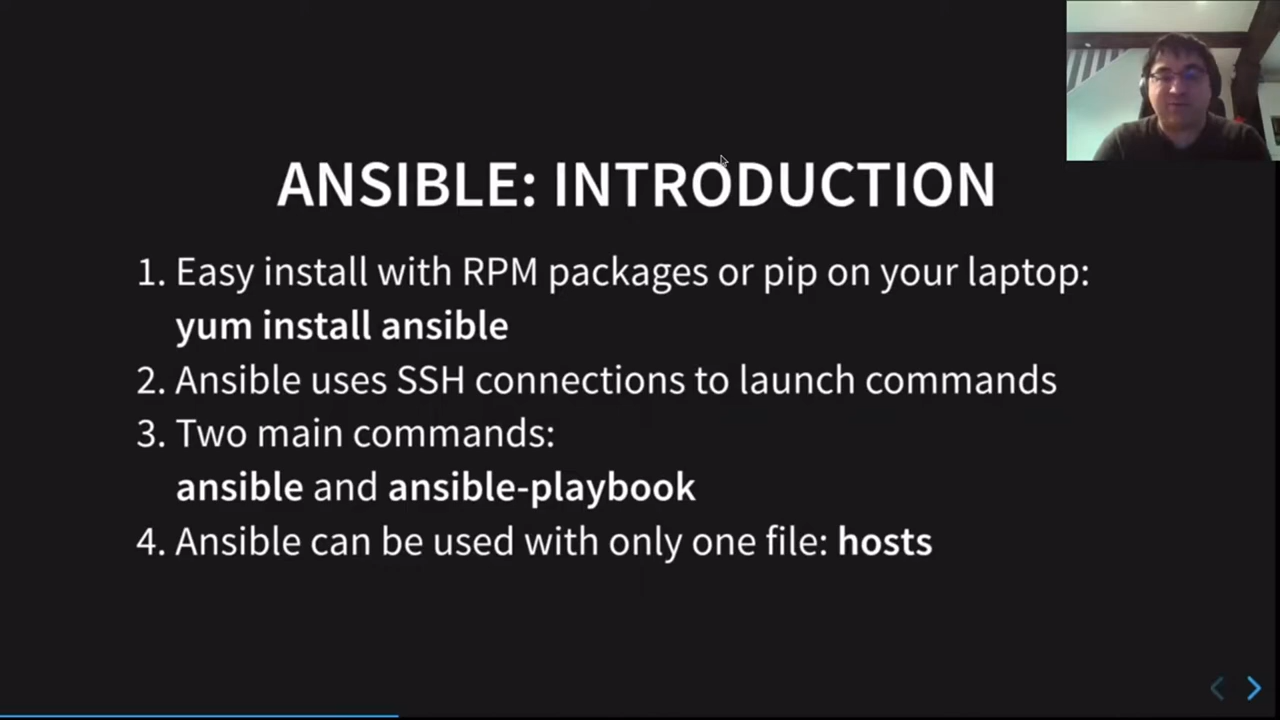 ANSIBLE: INTRODUCTION
1. Easy install with RPM packages or pip on your laptop:
yum install ansible
2. Ansible uses SSH connections to launch commands
3. Two main commands:
ansible and ansible-playbook
4. Ansible can be used with only one file: hosts